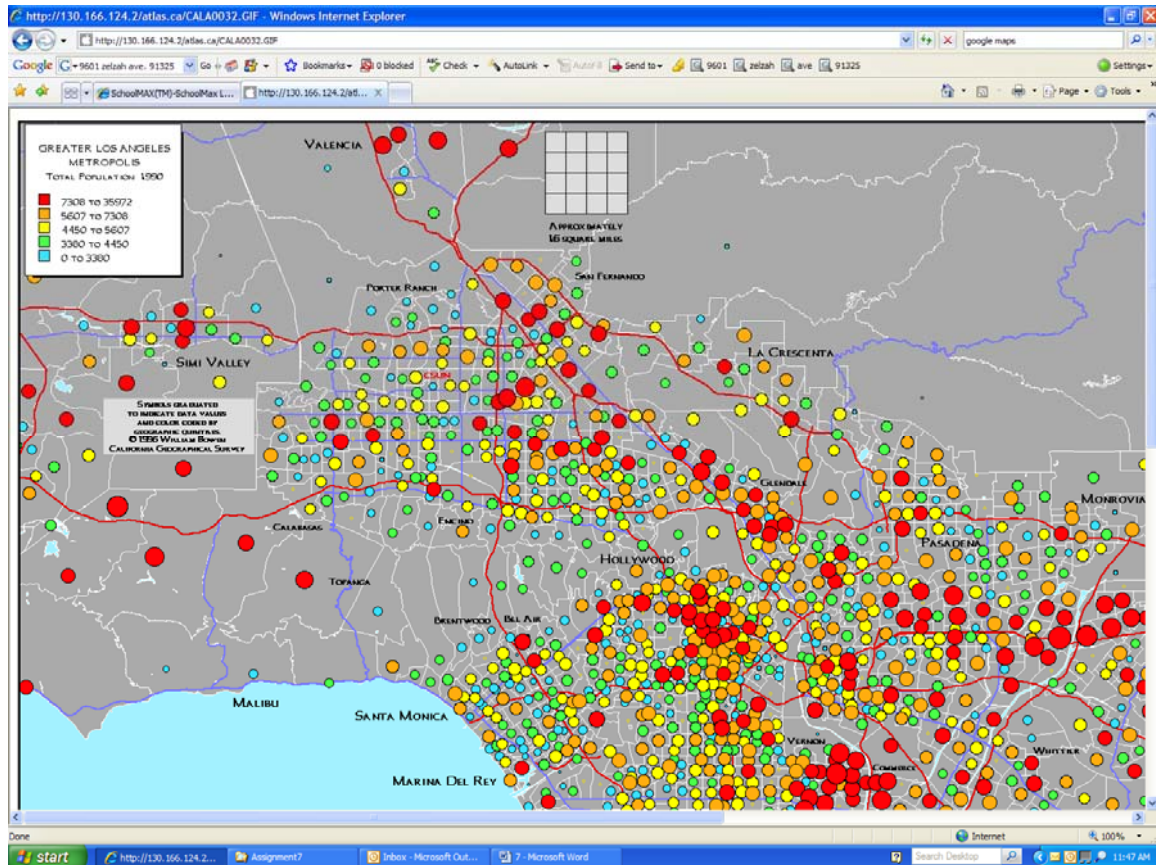 http://130.166.124.2/atlas.ca/CALA0032.GIF - Windows Internet Explorer
http://130.166.124.2/atlas.ca/CALA0032.GIF
google maps
Google
9601 zelzah ave. 91325
Go
Bookmarks
0 blocked
Check
AutoLink
AutoFill
Send to
9601
zelzah
ave
91325
Settings
SchoolMAX(TM)-SchoolMax L...
http://130.166.124.2/atl...
Page
Tools
GREATER LOS ANGELES
METROPOLIS
TOTAL POPULATION 1990
7308 TO 35972
5607 TO 7308
4450 TO 5607
3380 TO 4450
0 TO 3380
VALENCIA
APPROXIMATELY
16 SQUARE MILES
SAN FERNANDO
PORTER RANCH
SIMI VALLEY
LA CRESCENTA
CSUN
SYMBOLS GRADUATED
TO INDICATE DATA VALUES
AND COLOR CODED BY
GEOGRAPHIC QUINTILES.
© 1996 WILLIAM BOWEN
CALIFORNIA GEOGRAPHICAL SURVEY
GLENDALE
MONROVIA
CALABASAS
ENCINO
PASADENA
HOLLYWOOD
TOPANGA
BRENTWOOD
BEL AIR
MALIBU
SANTA MONICA
VERNON
WHITTIER
COMMERCE
MARINA DEL REY
Done
Internet
100%
start
http://130.166.124.2...
Assignment7
Inbox - Microsoft Out...
7 - Microsoft Word
Search Desktop
11:47 AM